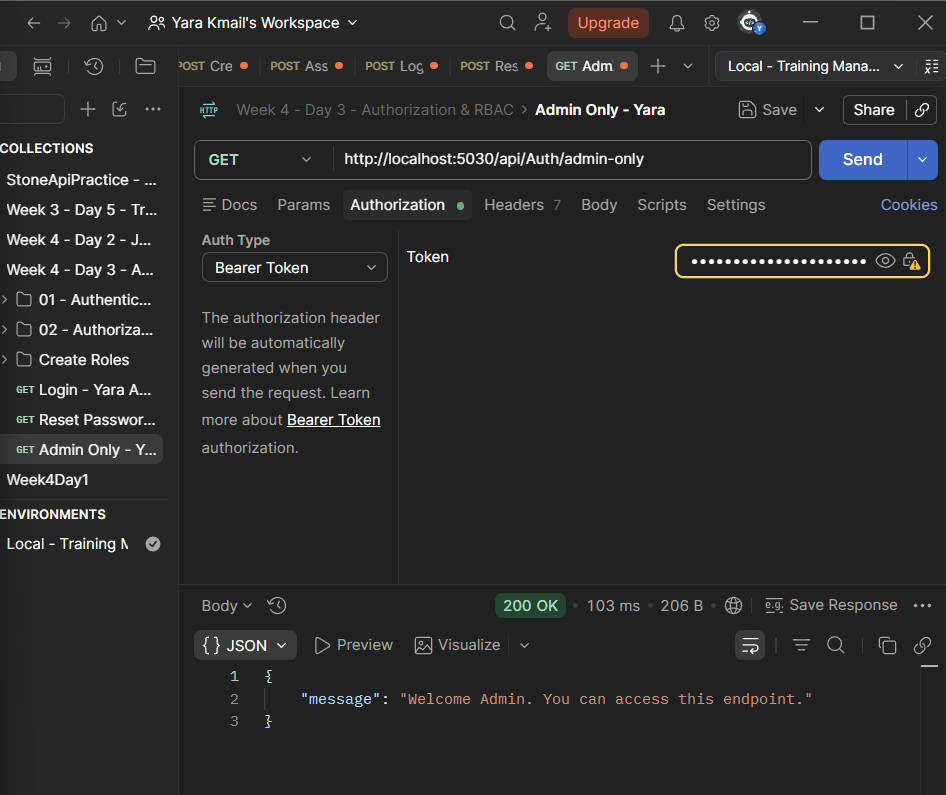 Yara Kmail's Workspace
Upgrade
Y
POST Cre
POST Ass
POST Log
POST Res
GET Adm
Local - Training Mana...
HTTP Week 4 - Day 3 - Authorization & RBAC > Admin Only - Yara
Save
Share
COLLECTIONS
StoneApiPractice - ...
Week 3 - Day 5 - Tr...
Week 4 - Day 2 - J...
Week 4 - Day 3 - A...
01 - Authentic...
02 - Authoriza...
Create Roles
GET Login - Yara A...
GET Reset Passwor...
GET Admin Only - Y...
Week4Day1
ENVIRONMENTS
Local - Training M
GET
http://localhost:5030/api/Auth/admin-only
Send
Docs
Params
Authorization
Headers 7
Body
Scripts
Settings
Cookies
Auth Type
Bearer Token
The authorization header
will be automatically
generated when you
send the request. Learn
more about Bearer Token
authorization.
Token
Body
200 OK
103 ms
206 B
e.g. Save Response
{} JSON
Preview
Visualize
1 {
2 "message": "Welcome Admin. You can access this endpoint."
3 }